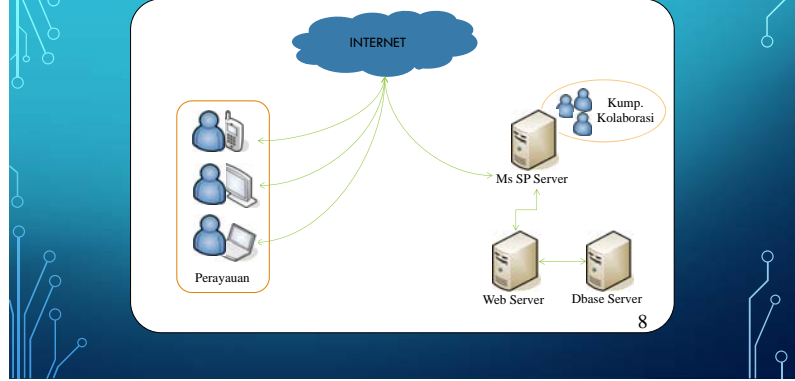 INTERNET
Kump.
Kolaborasi
Ms SP Server
Perayauan
Web Server
Dbase Server
8